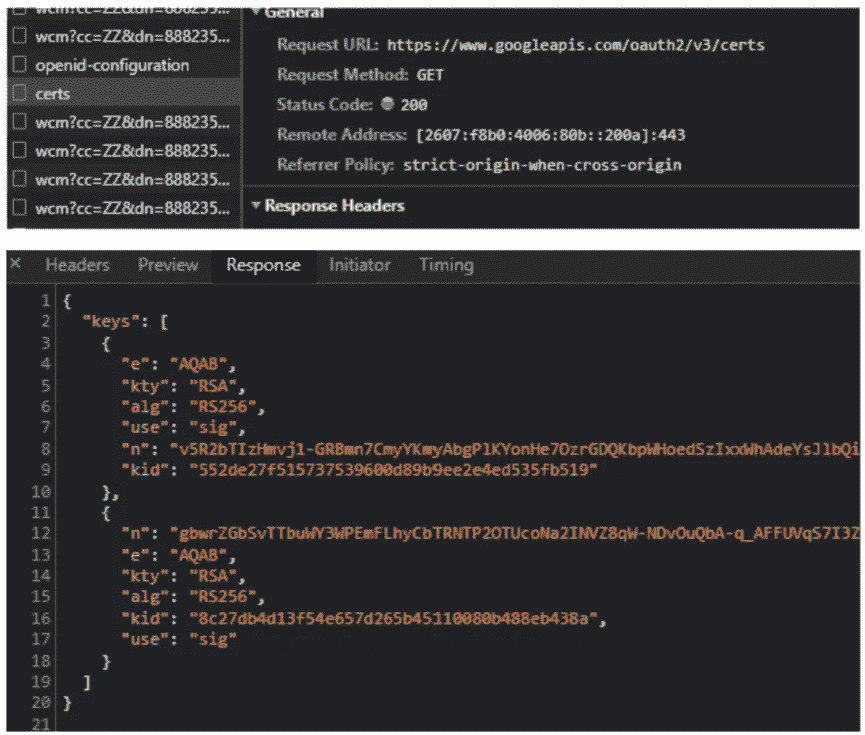 wcm?cc=ZZ&dn=888235...
wcm?cc=ZZ&dn=888235...
openid-configuration
certs
wcm?cc=ZZ&dn=888235...
wcm?cc=ZZ&dn=888235...
wcm?cc=ZZ&dn=888235...
wcm?cc=ZZ&dn=888235...
General
Request URL: https://www.googleapis.com/oauth2/v3/certs
Request Method: GET
Status Code: 200
Remote Address: [2607:f8b0:4006:80b::200a]:443
Referrer Policy: strict-origin-when-cross-origin
Response Headers
Headers Preview Response Initiator Timing
1 {
2 "keys": [
3 {
4 "e": "AQAB",
5 "kty": "RSA",
6 "alg": "RS256",
7 "use": "sig",
8 "n": "v5R2bTIzHmvj1-GRBmn7CmyYKmyAbgPlKYonHe7OzrGDQKbpWHoedSzIxxWhAdeYsJlbQi
9 "kid": "552de27f515737539600d89b9ee2e4ed535fb519"
10 },
11 {
12 "n": "gbwrZGbSvTTbuWY3WPEmFLhyCbTRNTP2OTUcoNa2INVZ8qW-NDvOuQbA-q_AFFUVqS7I3Z
13 "e": "AQAB",
14 "kty": "RSA",
15 "alg": "RS256",
16 "kid": "8c27db4d13f54e657d265b45110080b488eb438a",
17 "use": "sig"
18 }
19 ]
20 }
21